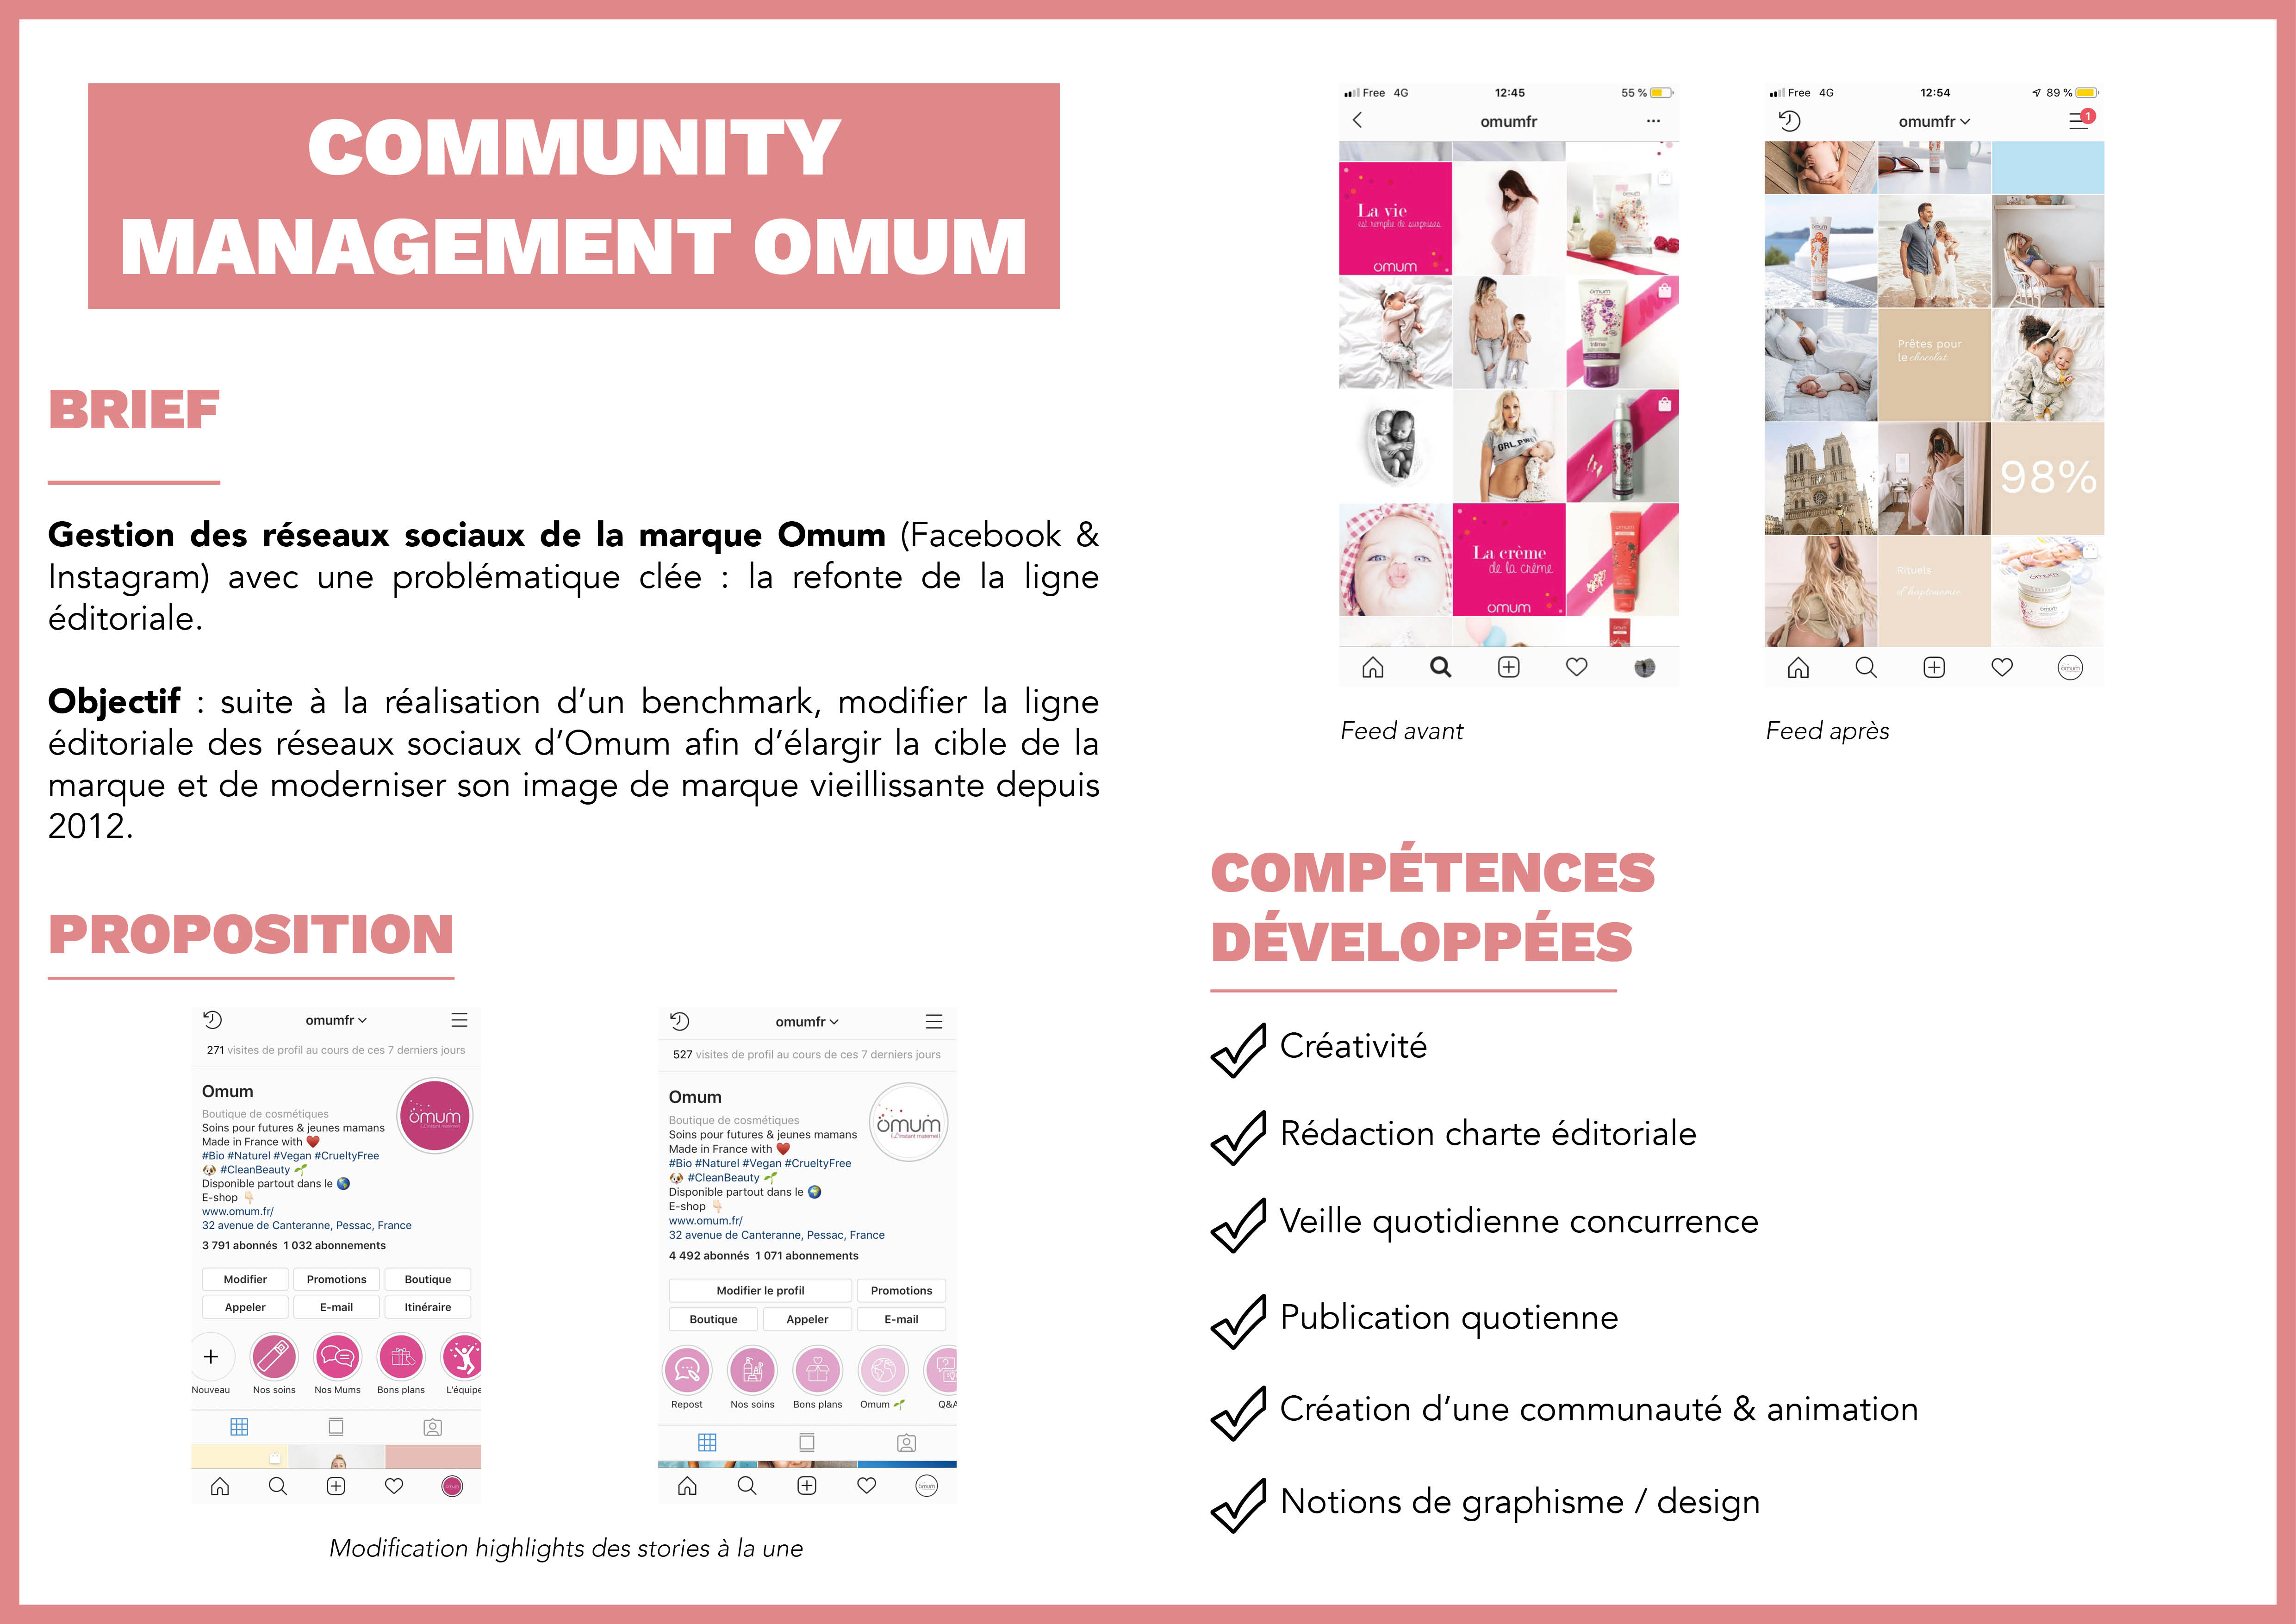 COMMUNITY
MANAGEMENT OMUM
BRIEF
Gestion des réseaux sociaux de la marque Omum (Facebook &
Instagram) avec une problématique clée : la refonte de la ligne
éditoriale.
Objectif : suite à la réalisation d'un benchmark, modifier la ligne
éditoriale des réseaux sociaux d'Omum afin d'élargir la cible de la
marque et de moderniser son image de marque vieillissante depuis
2012.
PROPOSITION
omumfr
271 visites de profil au cours de ces 7 derniers jours
Omum
omum
Boutique de cosmétiques
Soins pour futures & jeunes mamans
Made in France with
#Bio #Naturel #Vegan #CrueltyFree
#CleanBeauty
Disponible partout dans le
E-shop
www.omum.fr/
32 avenue de Canteranne, Pessac, France
3 791 abonnés 1 032 abonnements
Modifier Promotions Boutique
Appeler E-mail Itinéraire
Nouveau Nos soins Nos Mums Bons plans L'équipe
omumfr
527 visites de profil au cours de ces 7 derniers jours
Omum
omum
Boutique de cosmétiques
Soins pour futures & jeunes mamans
Made in France with
#Bio #Naturel #Vegan #CrueltyFree
#CleanBeauty
Disponible partout dans le
E-shop
www.omum.fr/
32 avenue de Canteranne, Pessac, France
4 492 abonnés 1 071 abonnements
Modifier le profil Promotions
Boutique Appeler E-mail
Repost Nos soins Bons plans Omum Q&A
Modification highlights des stories à la une
Free 4G 12:45 55 %
omumfr
La vie
est remplie de surprises
omum
omum
omum
Intime
GRL PWR
La crème
de la crème
omum
Feed avant
Free 4G 12:54 89 %
omumfr
1
Prêtes pour
le chocolat
98%
Rituels
omum
Feed après
COMPÉTENCES
DÉVELOPPÉES
Créativité
Rédaction charte éditoriale
Veille quotidienne concurrence
Publication quotienne
Création d'une communauté & animation
Notions de graphisme / design